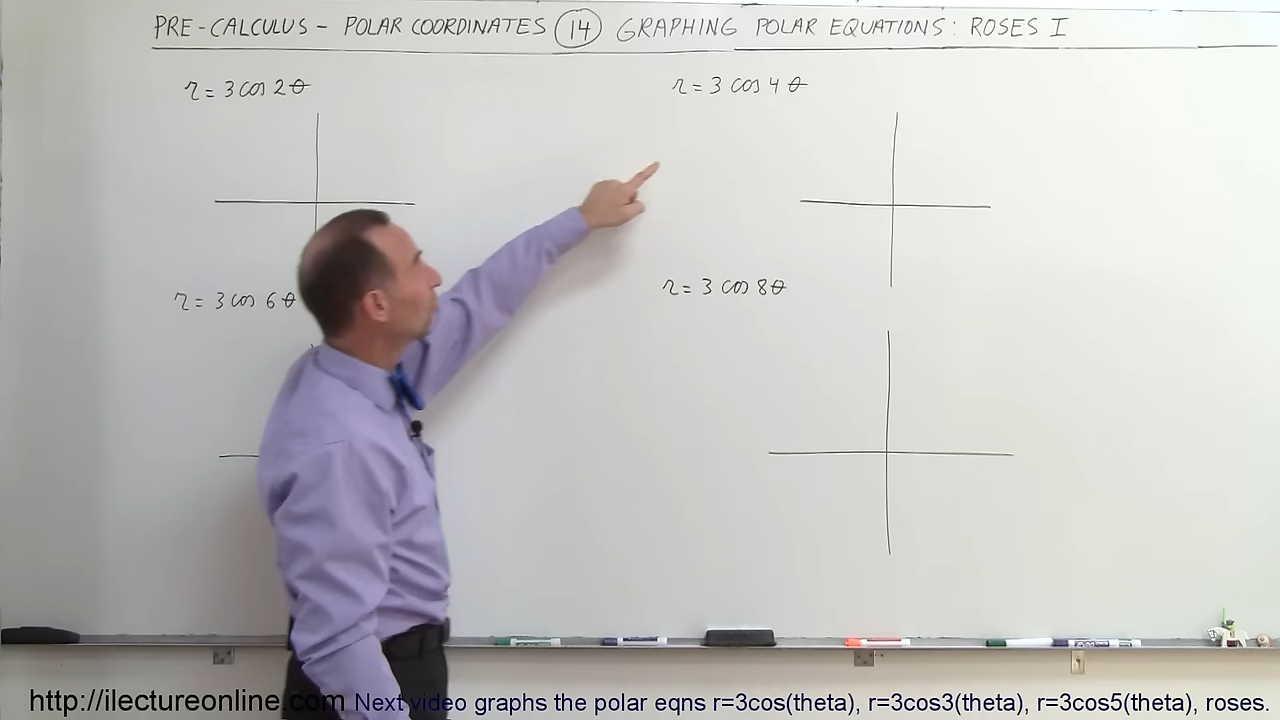 PRE-CALCULUS - POLAR COORDINATES 14 GRAPHING POLAR EQUATIONS: ROSES I
r = 3 cos 2θ
r = 3 cos 4θ
r = 3 cos 6θ
r = 3 cos 8θ
http://ilectureonline.com Next video graphs the polar eqns r=3cos(theta), r=3cos3(theta), r=3cos5(theta), roses.